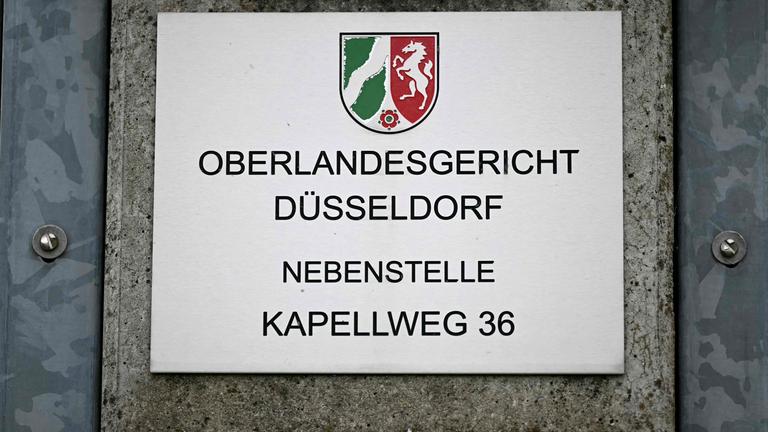 OBERLANDESGERICHT
DÜSSELDORF
NEBENSTELLE
KAPELLWEG 36